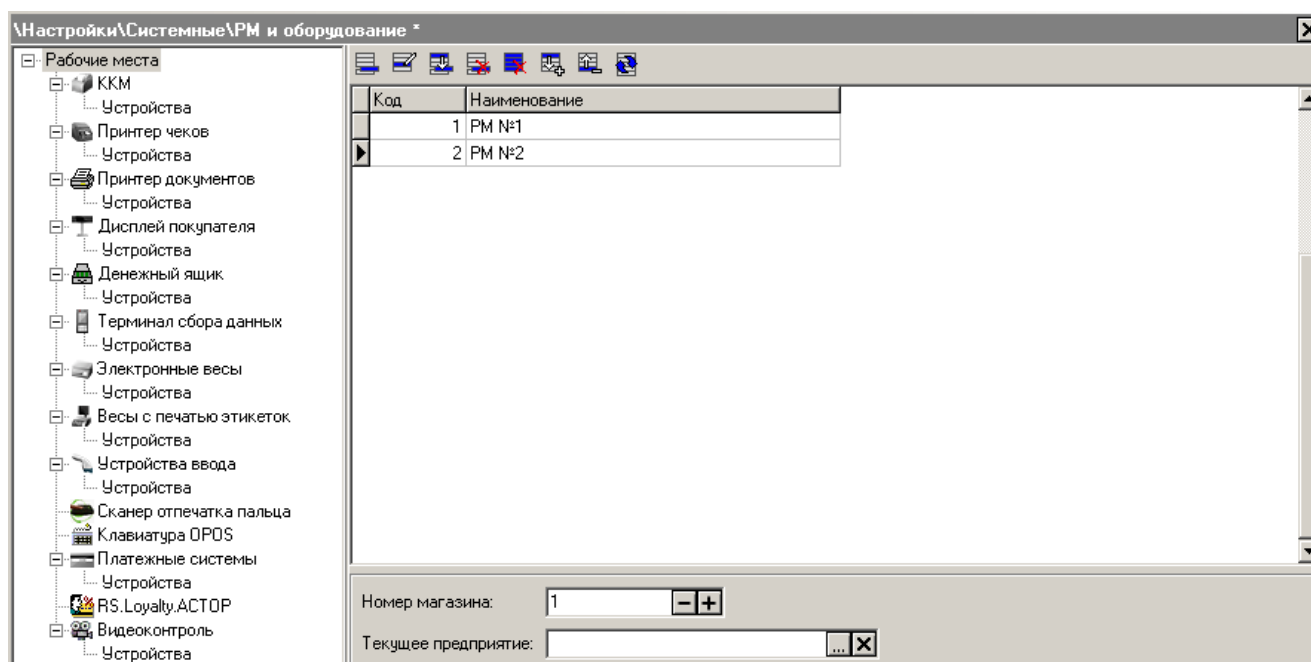 \Настройки\Системные\РМ и оборудование *
Рабочие места
ККМ
Устройства
Принтер чеков
Устройства
Принтер документов
Устройства
Дисплей покупателя
Устройства
Денежный ящик
Устройства
Терминал сбора данных
Устройства
Электронные весы
Устройства
Весы с печатью этикеток
Устройства
Устройства ввода
Устройства
Сканер отпечатка пальца
Клавиатура OPOS
Платежные системы
Устройства
RS.Loyalty.АСТОР
Видеоконтроль
Устройства
Код Наименование
1 РМ №1
2 РМ №2
Номер магазина: 1
Текущее предприятие: ...